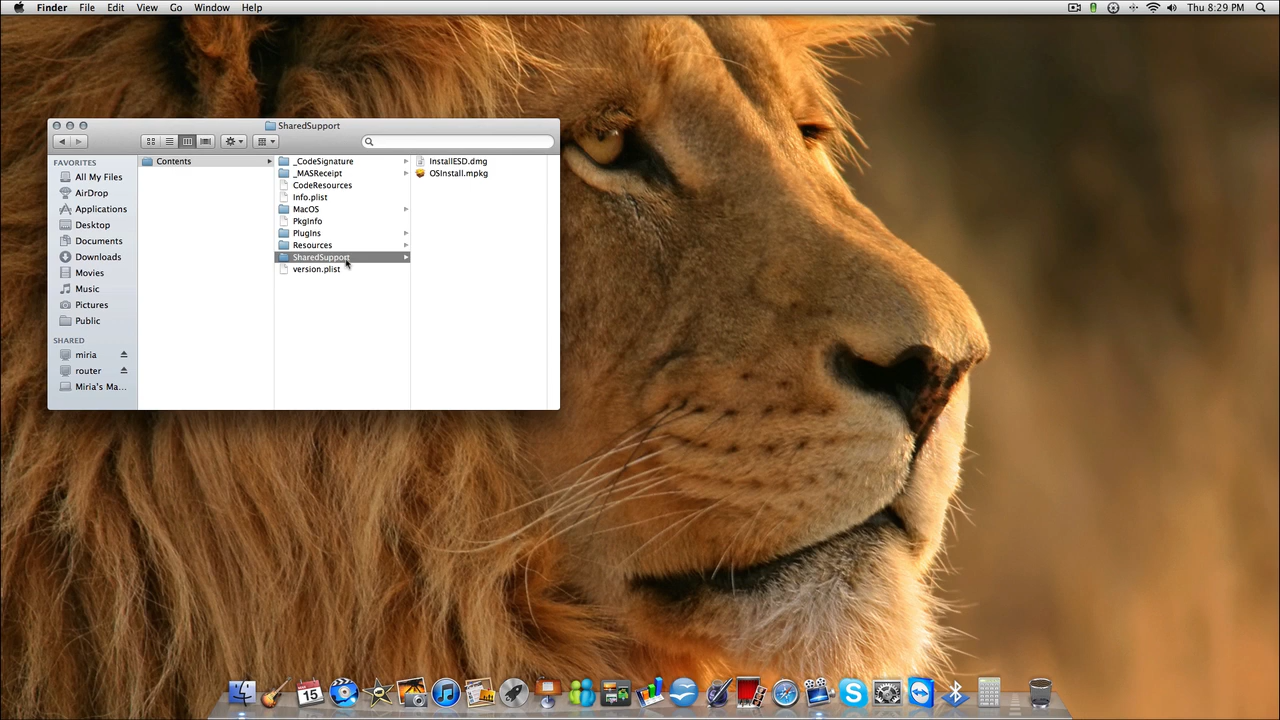 Finder File Edit View Go Window Help Thu 8:29 PM
SharedSupport
FAVORITES
All My Files
AirDrop
Applications
Desktop
Documents
Downloads
Movies
Music
Pictures
Public
SHARED
miria
router
Miria's Ma...
Contents
_CodeSignature
_MASReceipt
CodeResources
Info.plist
MacOS
PkgInfo
PlugIns
Resources
SharedSupport
version.plist
InstallESD.dmg
OSInstall.mpkg
15